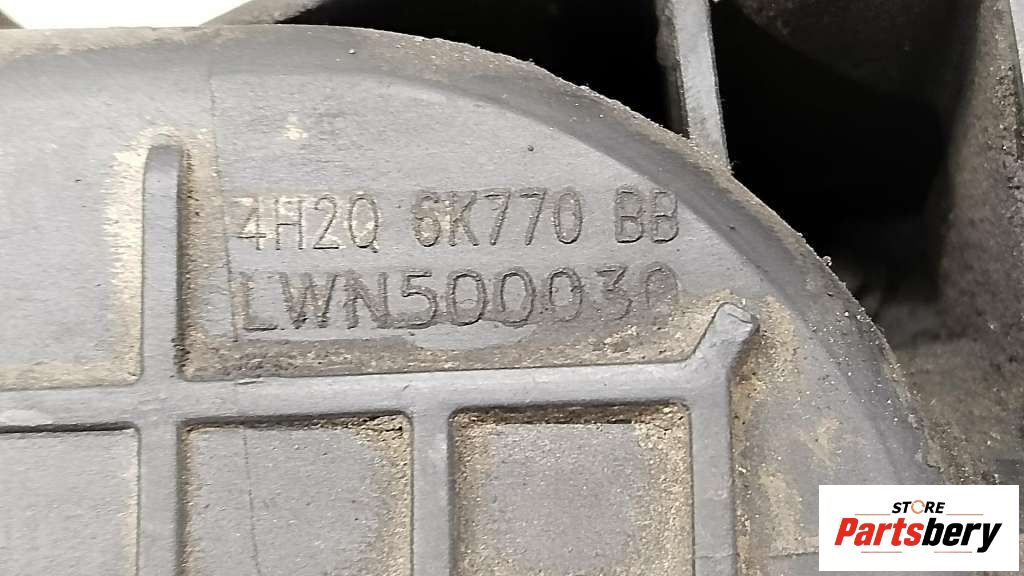 4H2Q 6K770 BB
LWN500030
STORE
Partsbery